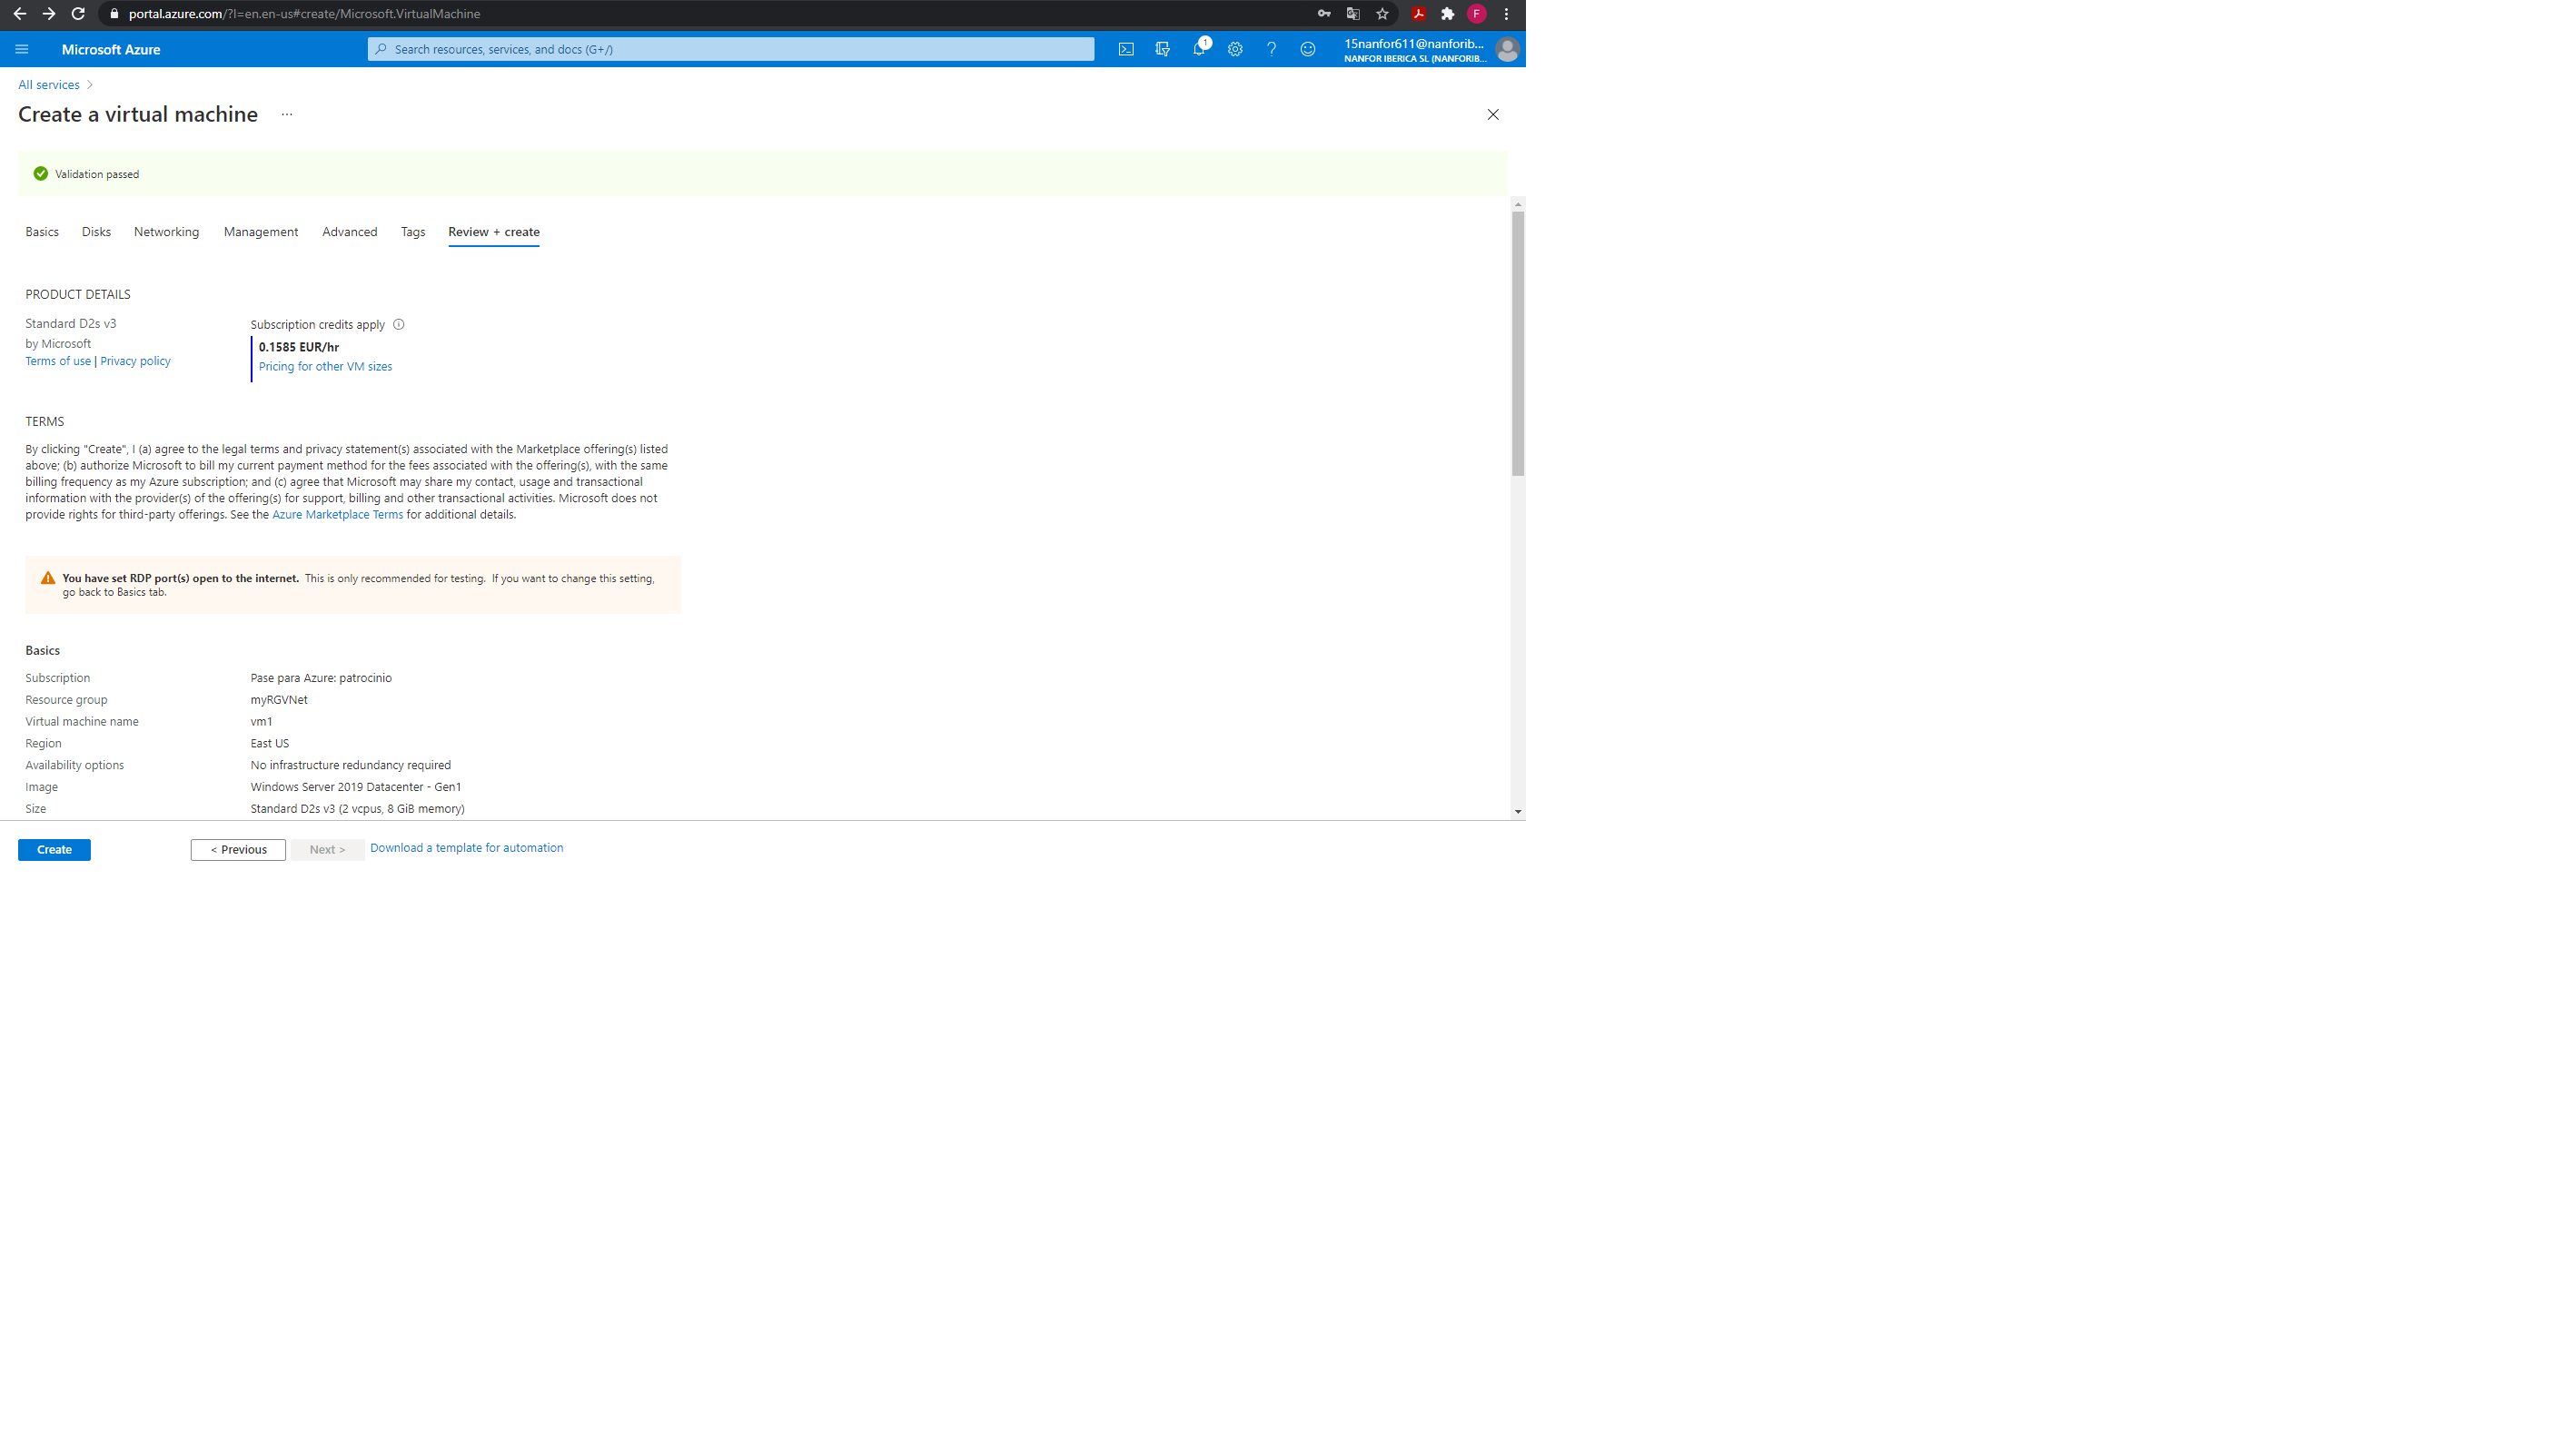 portal.azure.com/?l=en.en-us#create/Microsoft.VirtualMachine
F
Microsoft Azure
Search resources, services, and docs (G+/)
1
15nanfor611@nanforib...
NANFOR IBERICA SL (NANFORIB...
All services >
Create a virtual machine ...
Validation passed
Basics Disks Networking Management Advanced Tags Review + create
PRODUCT DETAILS
Standard D2s v3
by Microsoft
Terms of use | Privacy policy
Subscription credits apply
0.1585 EUR/hr
Pricing for other VM sizes
TERMS
By clicking "Create", I (a) agree to the legal terms and privacy statement(s) associated with the Marketplace offering(s) listed
above; (b) authorize Microsoft to bill my current payment method for the fees associated with the offering(s), with the same
billing frequency as my Azure subscription; and (c) agree that Microsoft may share my contact, usage and transactional
information with the provider(s) of the offering(s) for support, billing and other transactional activities. Microsoft does not
provide rights for third-party offerings. See the Azure Marketplace Terms for additional details.
You have set RDP port(s) open to the internet. This is only recommended for testing. If you want to change this setting,
go back to Basics tab.
Basics
Subscription Pase para Azure: patrocinio
Resource group myRGVNet
Virtual machine name vm1
Region East US
Availability options No infrastructure redundancy required
Image Windows Server 2019 Datacenter - Gen1
Size Standard D2s v3 (2 vcpus, 8 GiB memory)
Create < Previous Next > Download a template for automation